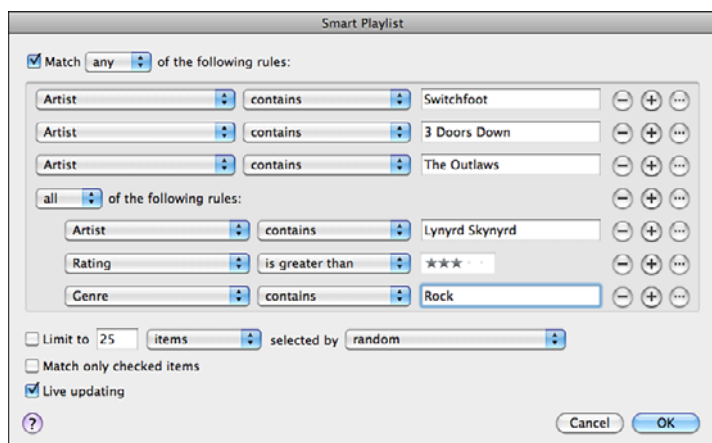 Smart Playlist
Match any of the following rules:
Artist contains Switchfoot
Artist contains 3 Doors Down
Artist contains The Outlaws
all of the following rules:
Artist contains Lynyrd Skynyrd
Rating is greater than ★★★
Genre contains Rock
Limit to 25 items selected by random
Match only checked items
Live updating
? Cancel OK